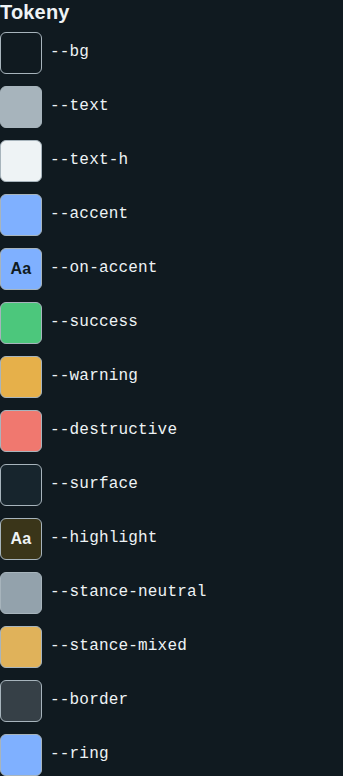 Tokeny
--bg
--text
--text-h
--accent
Aa --on-accent
--success
--warning
--destructive
--surface
Aa --highlight
--stance-neutral
--stance-mixed
--border
--ring